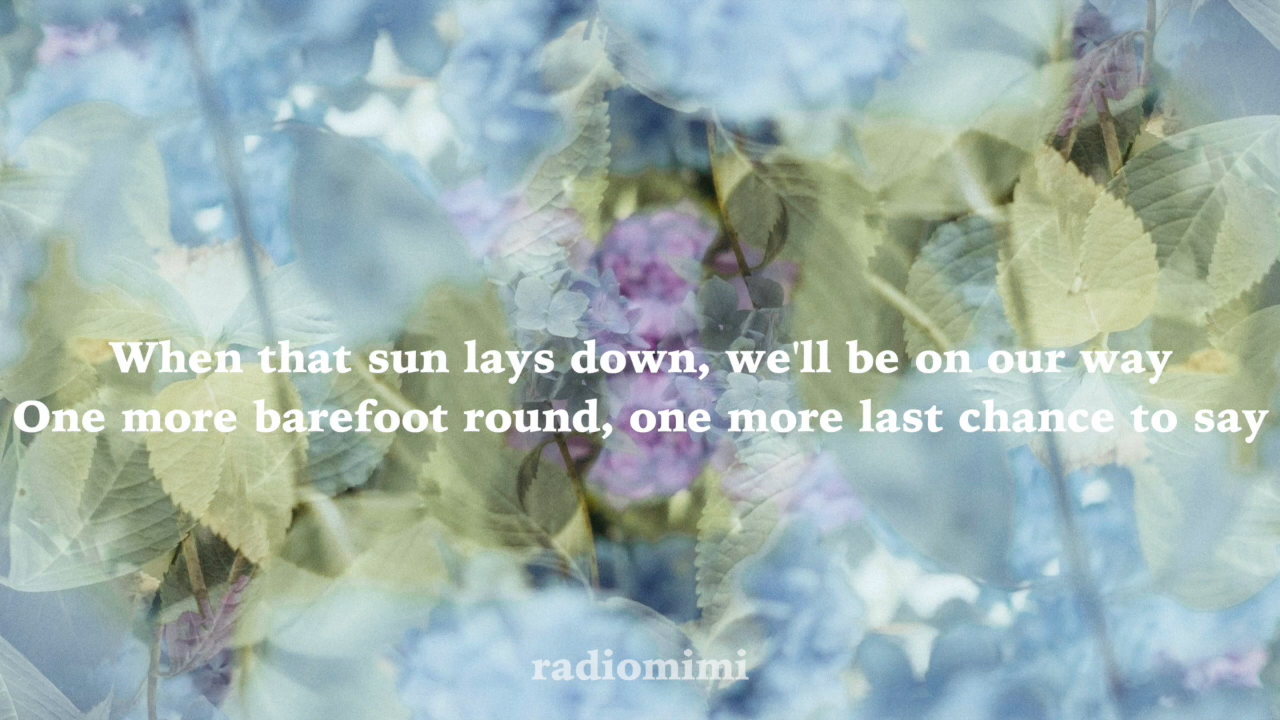 When that sun lays down, we'll be on our way
One more barefoot round, one more last chance to say
radiomimi